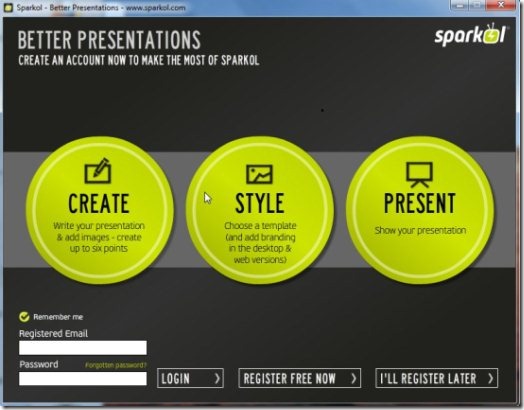 Sparkol - Better Presentations - www.sparkol.com
BETTER PRESENTATIONS
CREATE AN ACCOUNT NOW TO MAKE THE MOST OF SPARKOL
sparkol
CREATE
Write your presentation
& add images - create
up to six points
STYLE
Choose a template
(and add branding
in the desktop &
web versions)
PRESENT
Show your presentation
Remember me
Registered Email
Password
Forgotten password?
LOGIN
REGISTER FREE NOW
I'LL REGISTER LATER